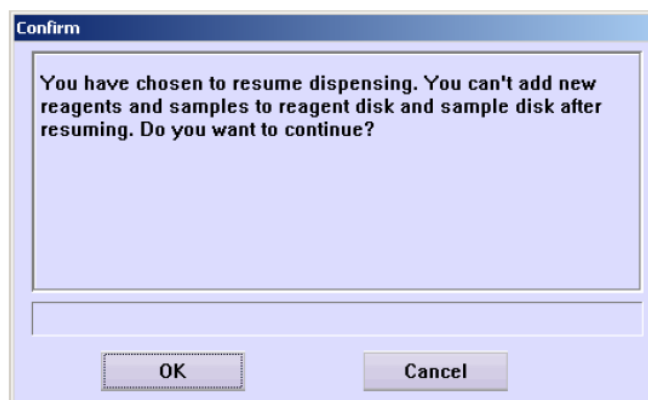 Confirm
You have chosen to resume dispensing. You can't add new
reagents and samples to reagent disk and sample disk after
resuming. Do you want to continue?
OK
Cancel